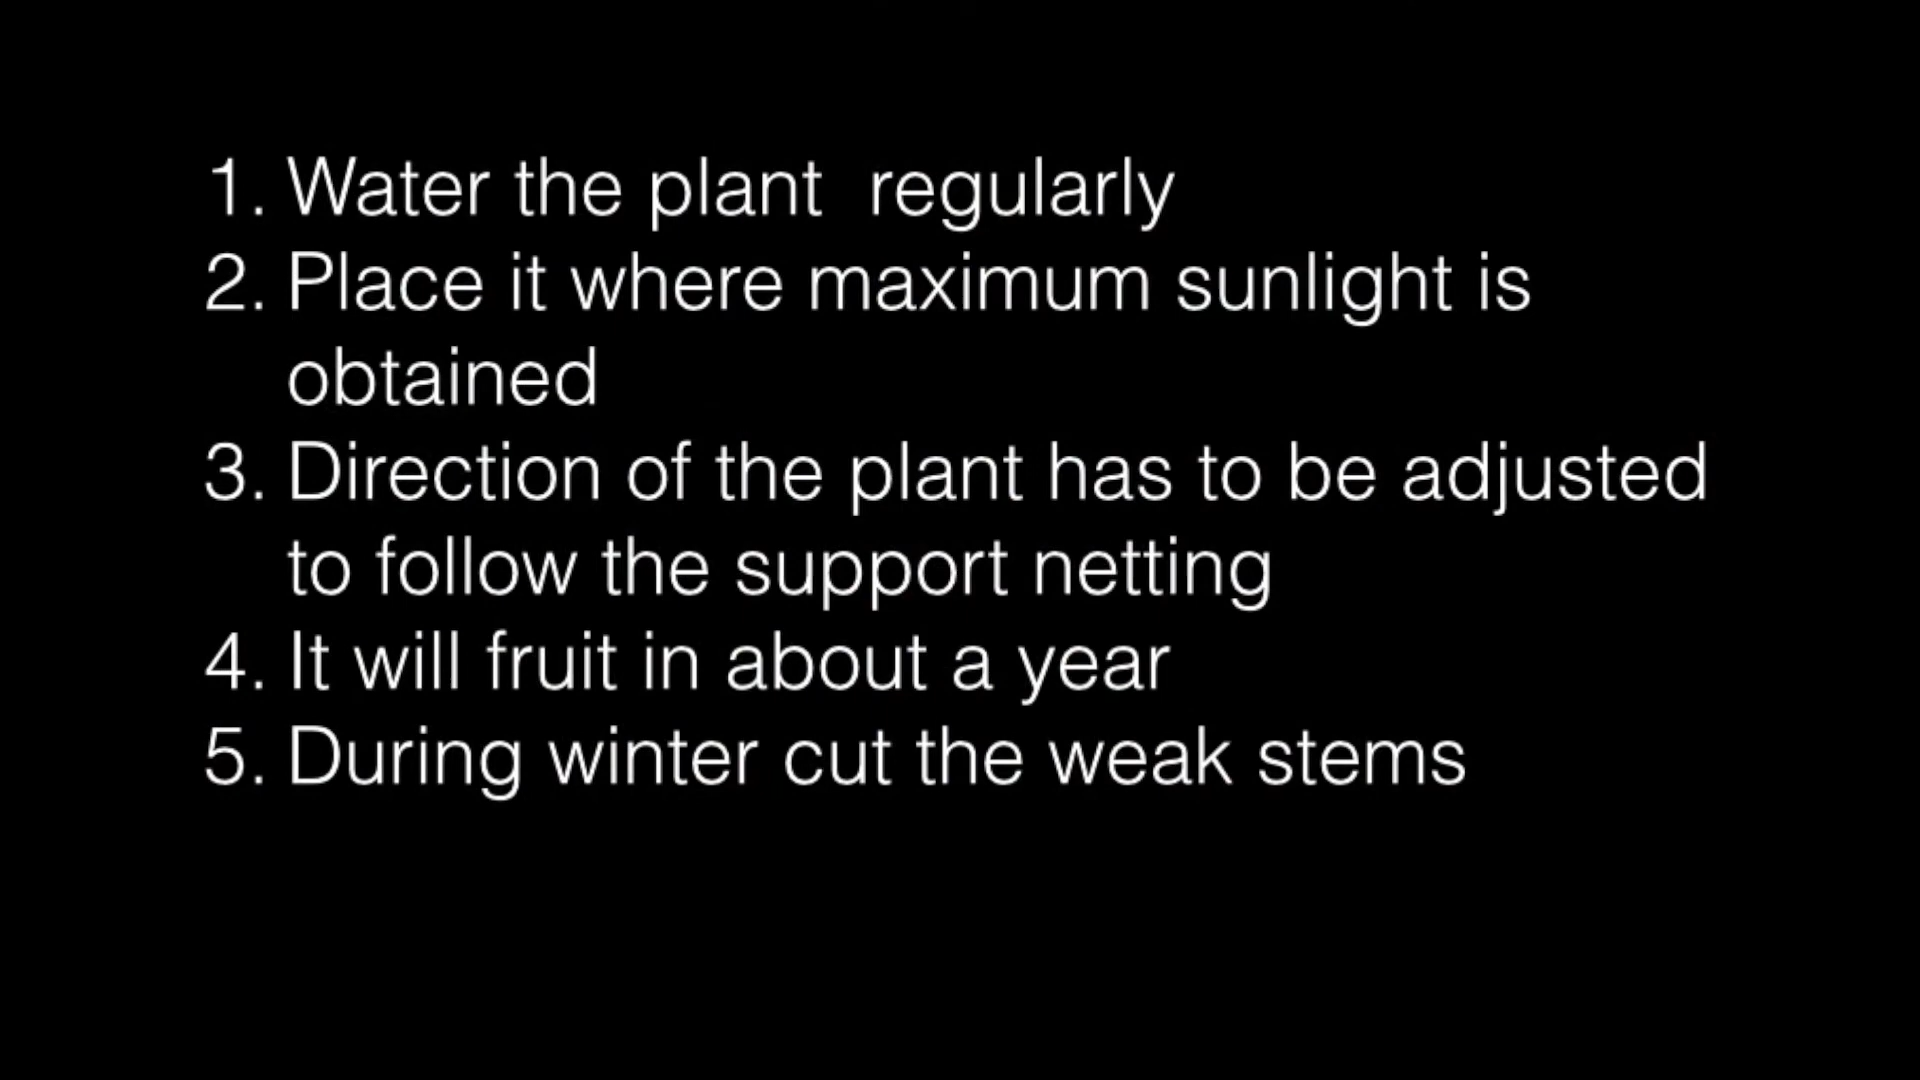 1. Water the plant  regularly
2. Place it where maximum sunlight is
obtained
3. Direction of the plant has to be adjusted
to follow the support netting
4. It will fruit in about a year
5. During winter cut the weak stems